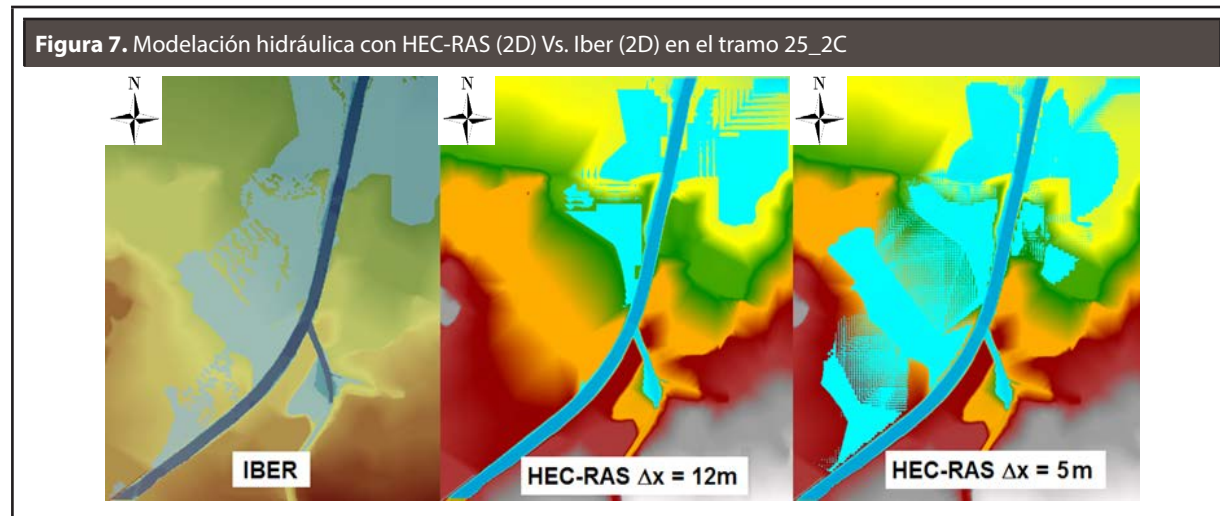 Figura 7. Modelación hidráulica con HEC-RAS (2D) Vs. Iber (2D) en el tramo 25_2C
N
N
N
IBER
HEC-RAS Δx = 12m
HEC-RAS Δx = 5m